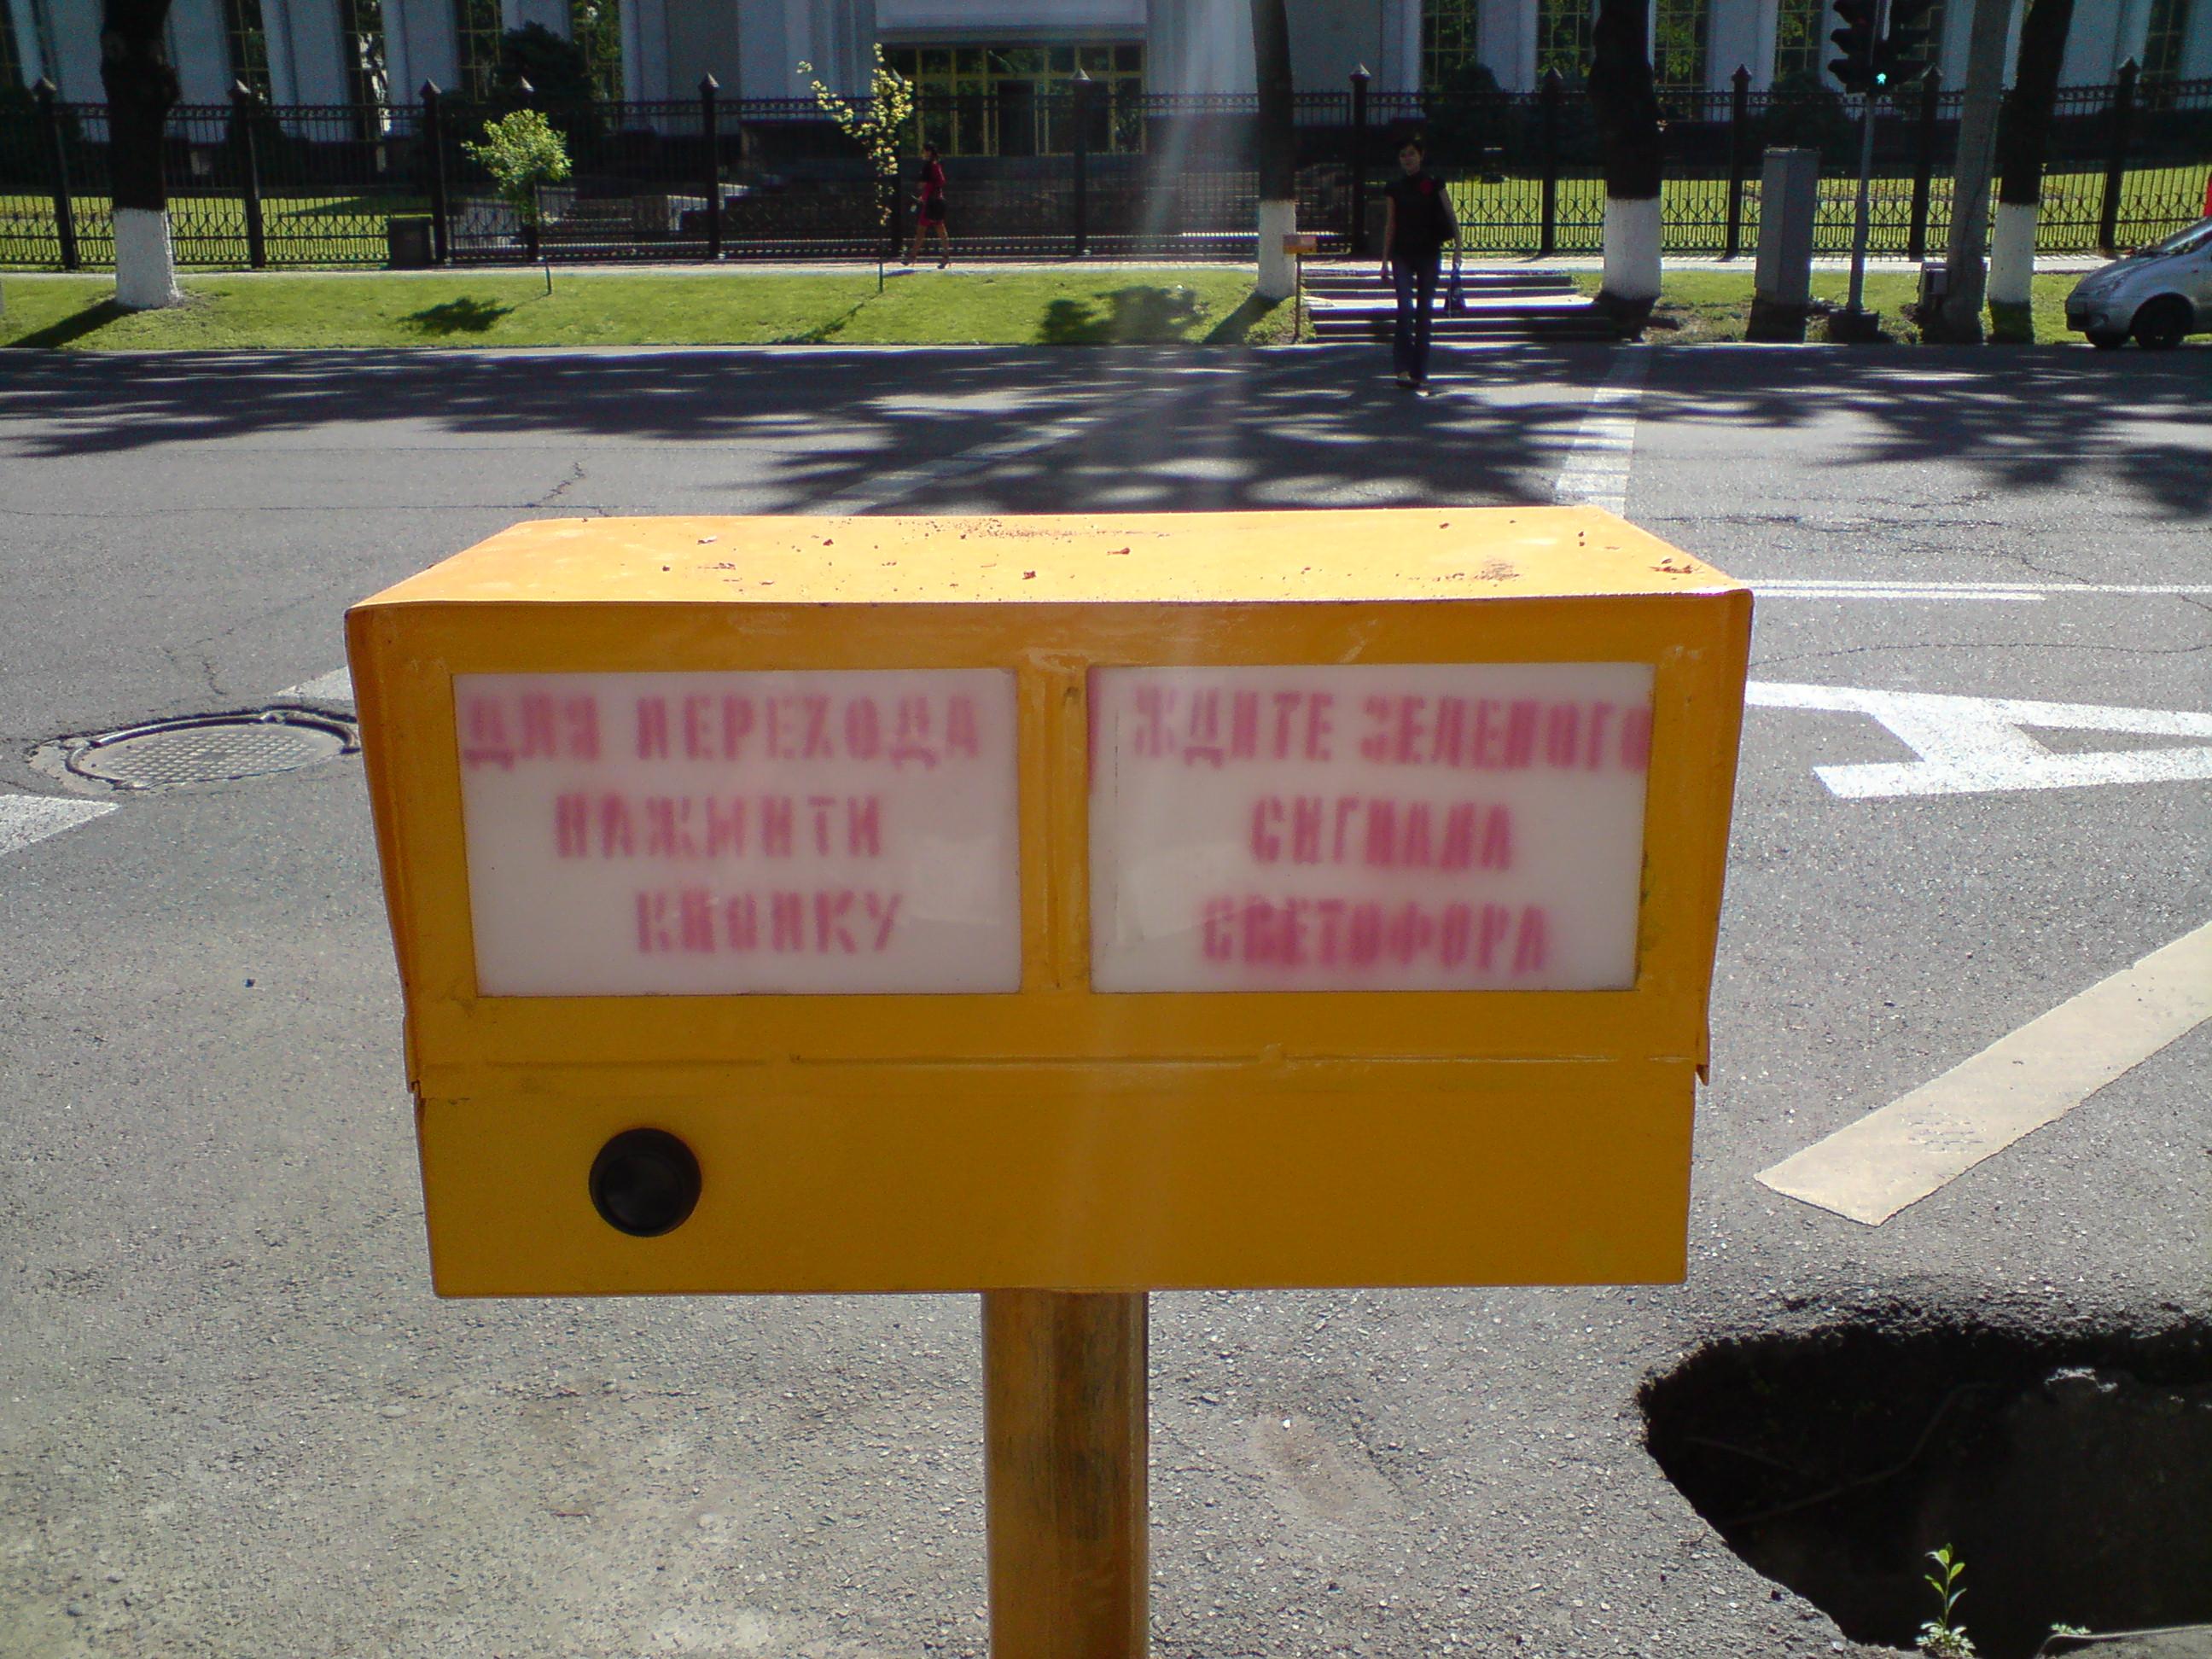 ДЛЯ ПЕРЕХОДА
НАЖМИТИ
КНОПКУ
ЖДИТЕ ЗЕЛЕНОГО
СИГНАЛА
СВЕТОФОРА